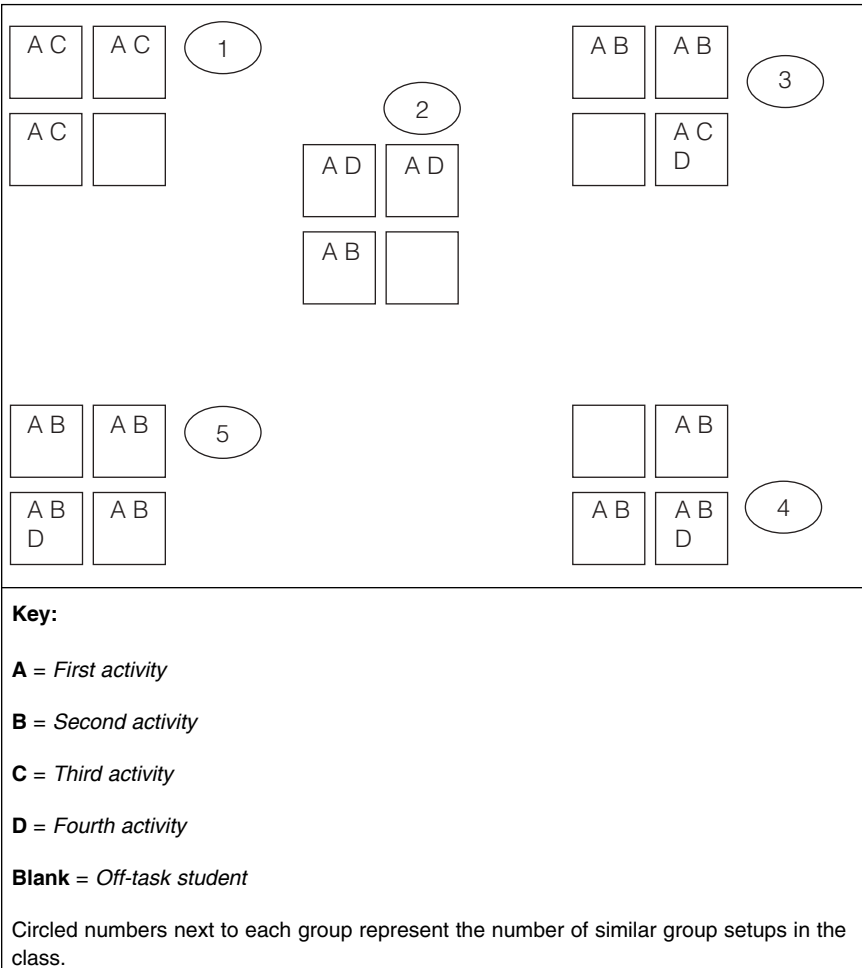 A C
A C
1
A C
2
A D
A D
A B
A B
A B
3
A C
D
A B
A B
5
A B
D
A B
A B
A B
A B
D
4
Key:
A = First activity
B = Second activity
C = Third activity
D = Fourth activity
Blank = Off-task student
Circled numbers next to each group represent the number of similar group setups in the
class.